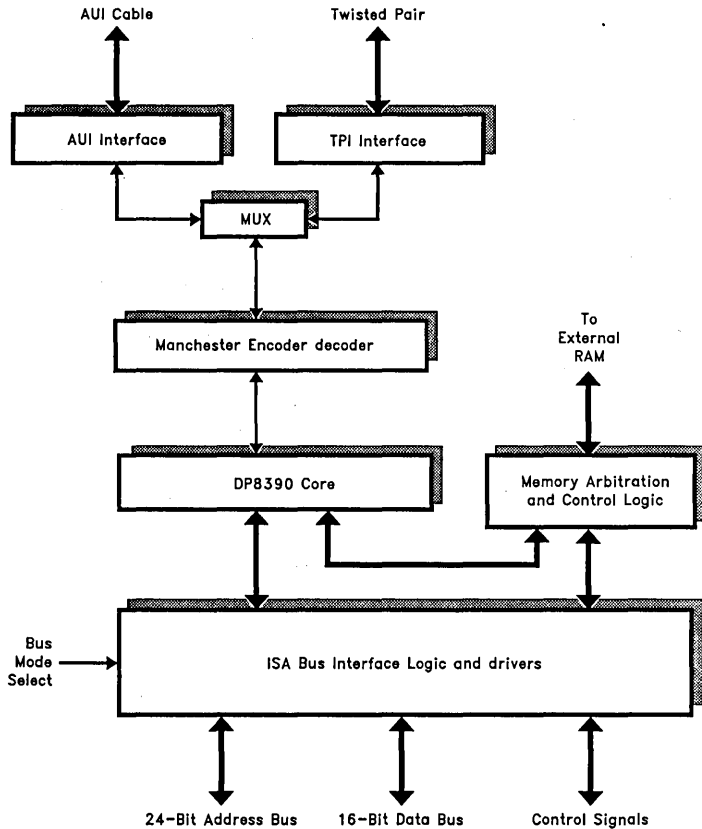 AUI Cable
Twisted Pair
AUI Interface
TPI Interface
MUX
Manchester Encoder decoder
To
External
RAM
DP8390 Core
Memory Arbitration
and Control Logic
Bus
Mode
Select
ISA Bus Interface Logic and drivers
24-Bit Address Bus
16-Bit Data Bus
Control Signals